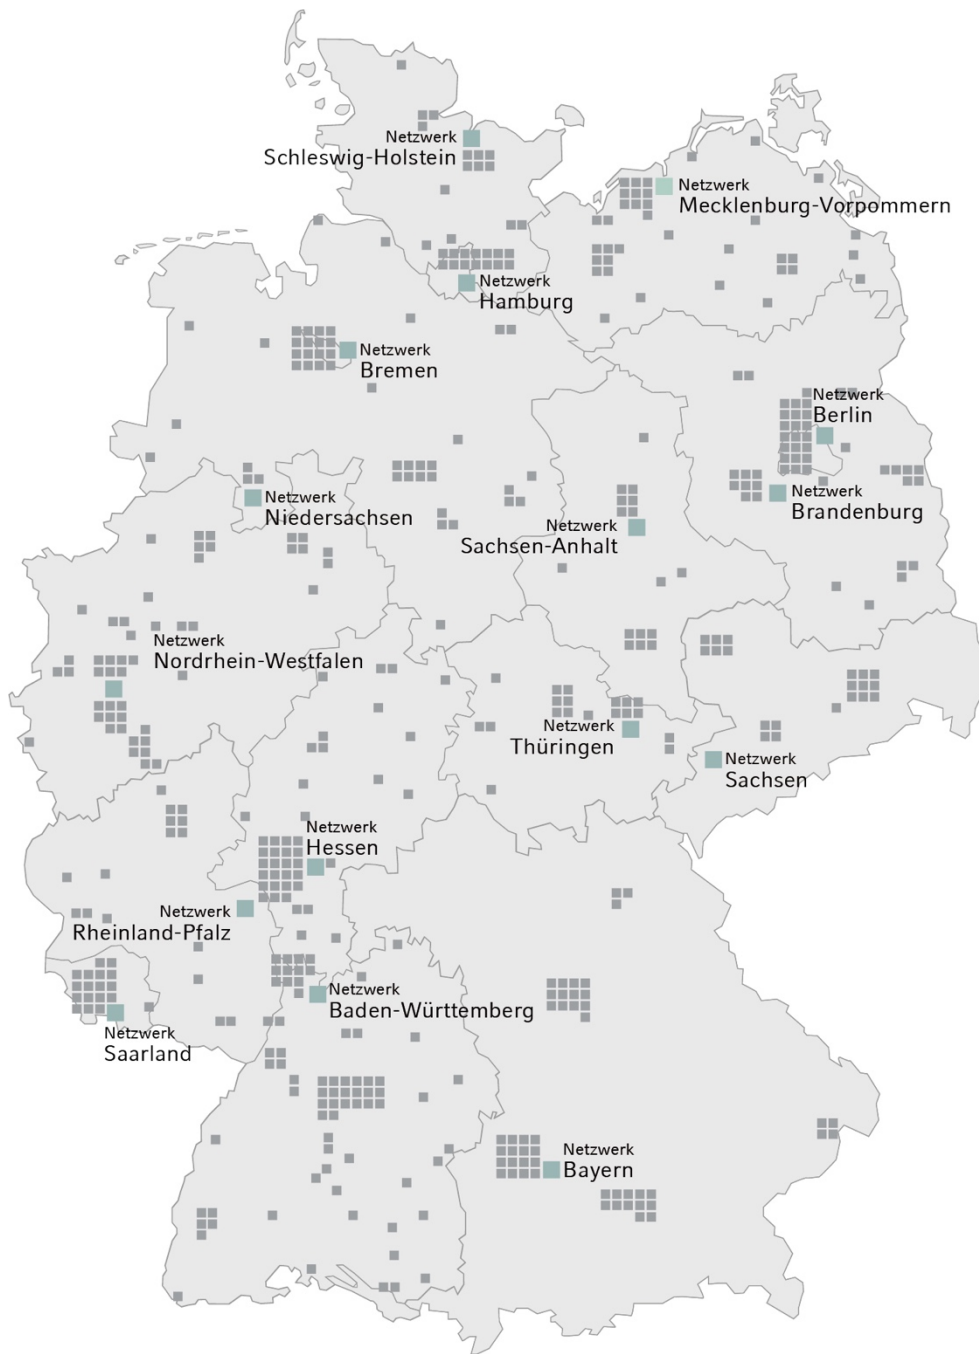 Netzwerk
Schleswig-Holstein
Netzwerk
Mecklenburg-Vorpommern
Netzwerk
Hamburg
Netzwerk
Bremen
Netzwerk
Berlin
Netzwerk
Niedersachsen
Netzwerk
Brandenburg
Netzwerk
Sachsen-Anhalt
Netzwerk
Nordrhein-Westfalen
Netzwerk
Thüringen
Netzwerk
Sachsen
Netzwerk
Hessen
Netzwerk
Rheinland-Pfalz
Netzwerk
Baden-Württemberg
Netzwerk
Saarland
Netzwerk
Bayern